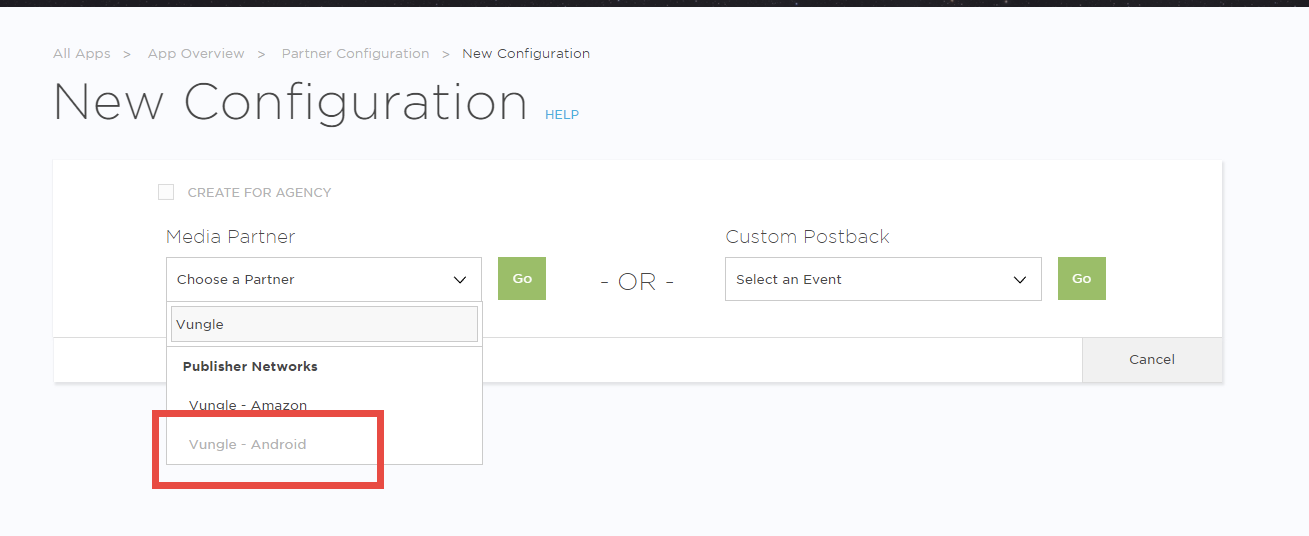 All Apps > App Overview > Partner Configuration > New Configuration
New Configuration HELP
CREATE FOR AGENCY
Media Partner
Choose a Partner
Go
Vungle
Publisher Networks
Vungle - Amazon
Vungle - Android
- OR -
Custom Postback
Select an Event
Go
Cancel